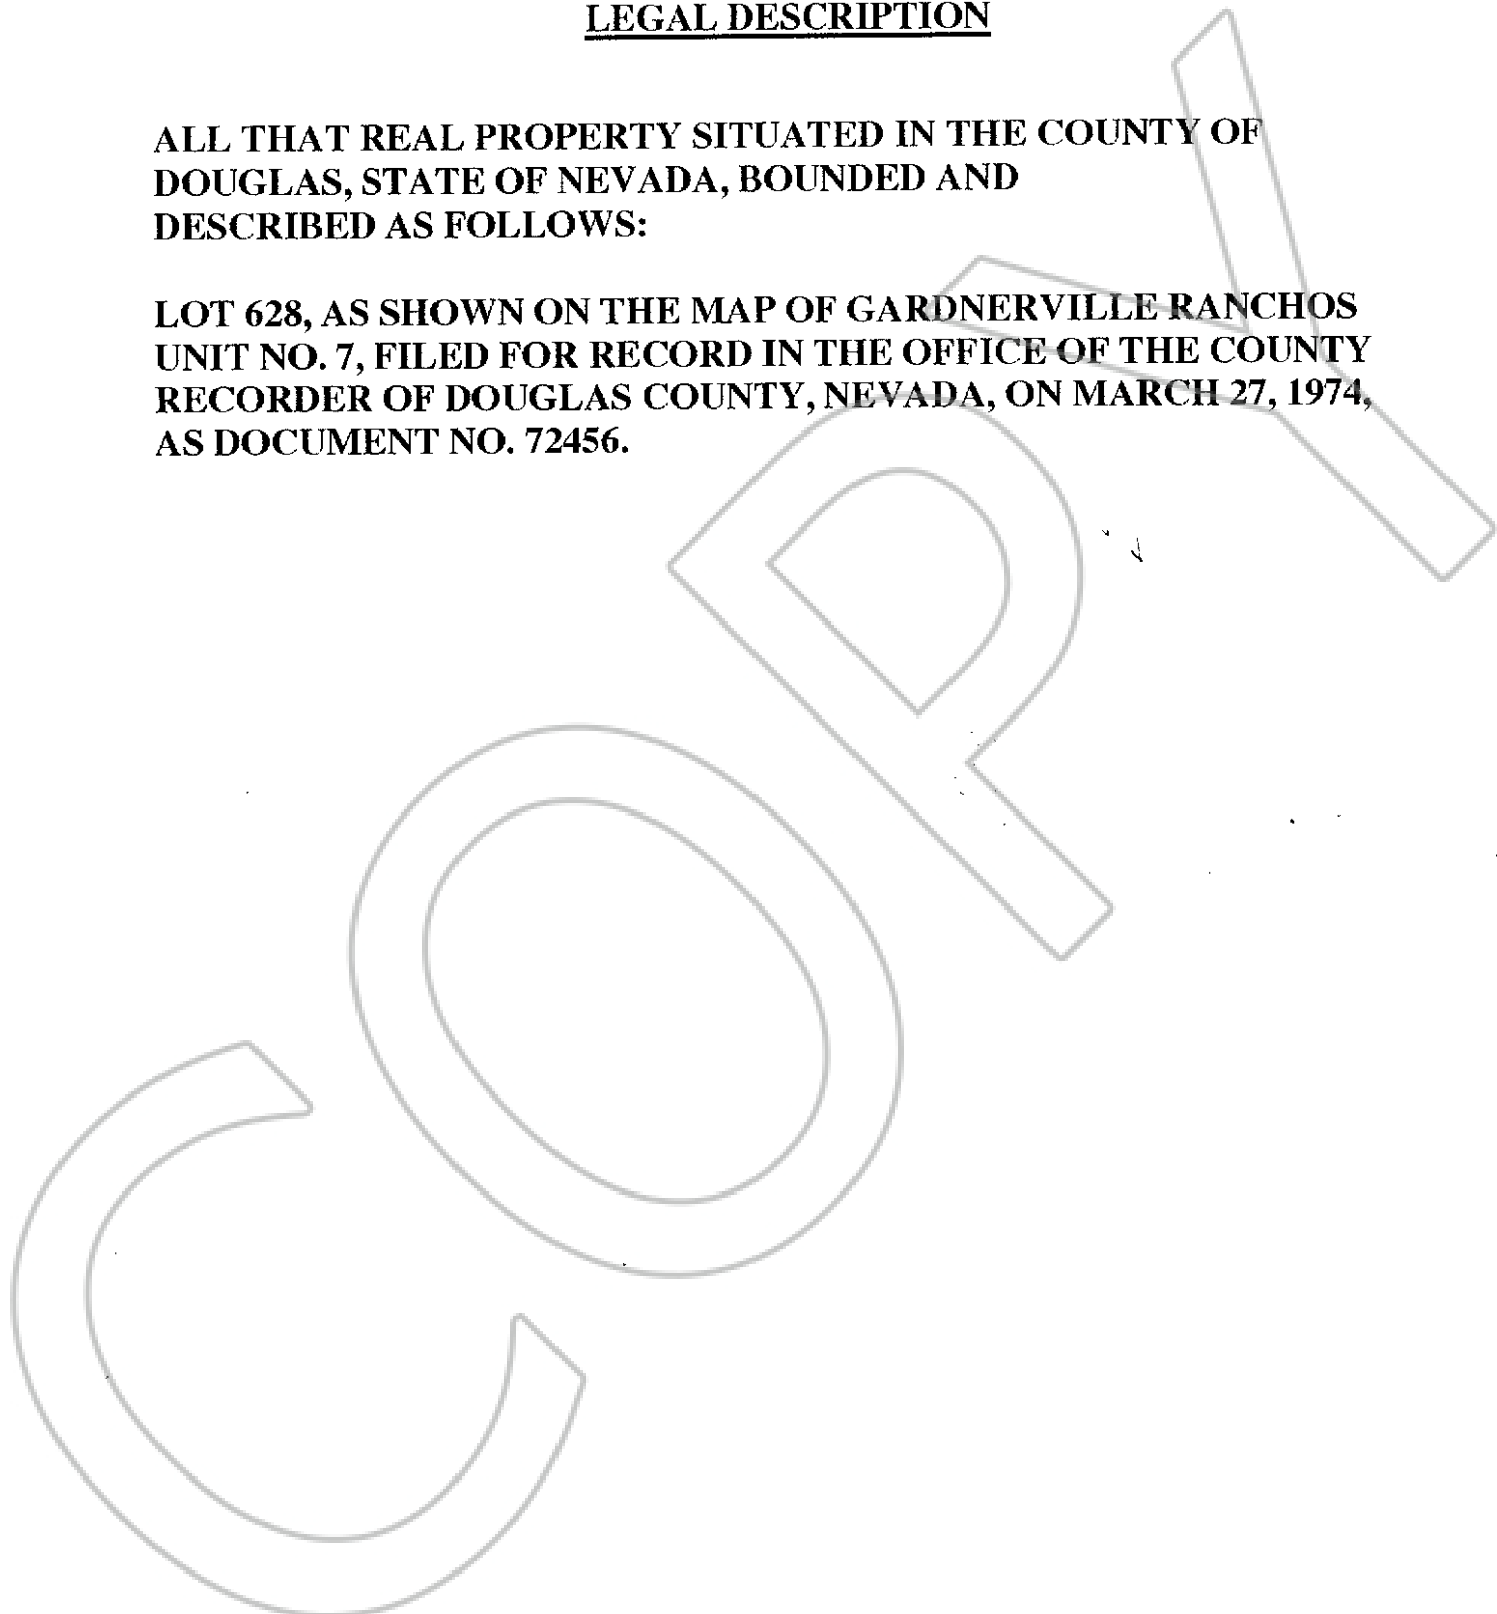 LEGAL DESCRIPTION
ALL THAT REAL PROPERTY SITUATED IN THE COUNTY OF
DOUGLAS, STATE OF NEVADA, BOUNDED AND
DESCRIBED AS FOLLOWS:
LOT 628, AS SHOWN ON THE MAP OF GARDNERVILLE RANCHOS
UNIT NO. 7, FILED FOR RECORD IN THE OFFICE OF THE COUNTY
RECORDER OF DOUGLAS COUNTY, NEVADA, ON MARCH 27, 1974,
AS DOCUMENT NO. 72456.
COPY